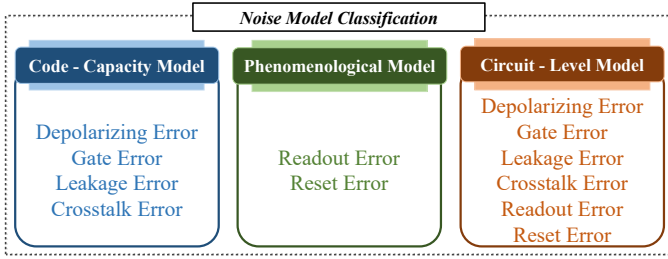 Noise Model Classification
Code - Capacity Model
Depolarizing Error
Gate Error
Leakage Error
Crosstalk Error
Phenomenological Model
Readout Error
Reset Error
Circuit - Level Model
Depolarizing Error
Gate Error
Leakage Error
Crosstalk Error
Readout Error
Reset Error